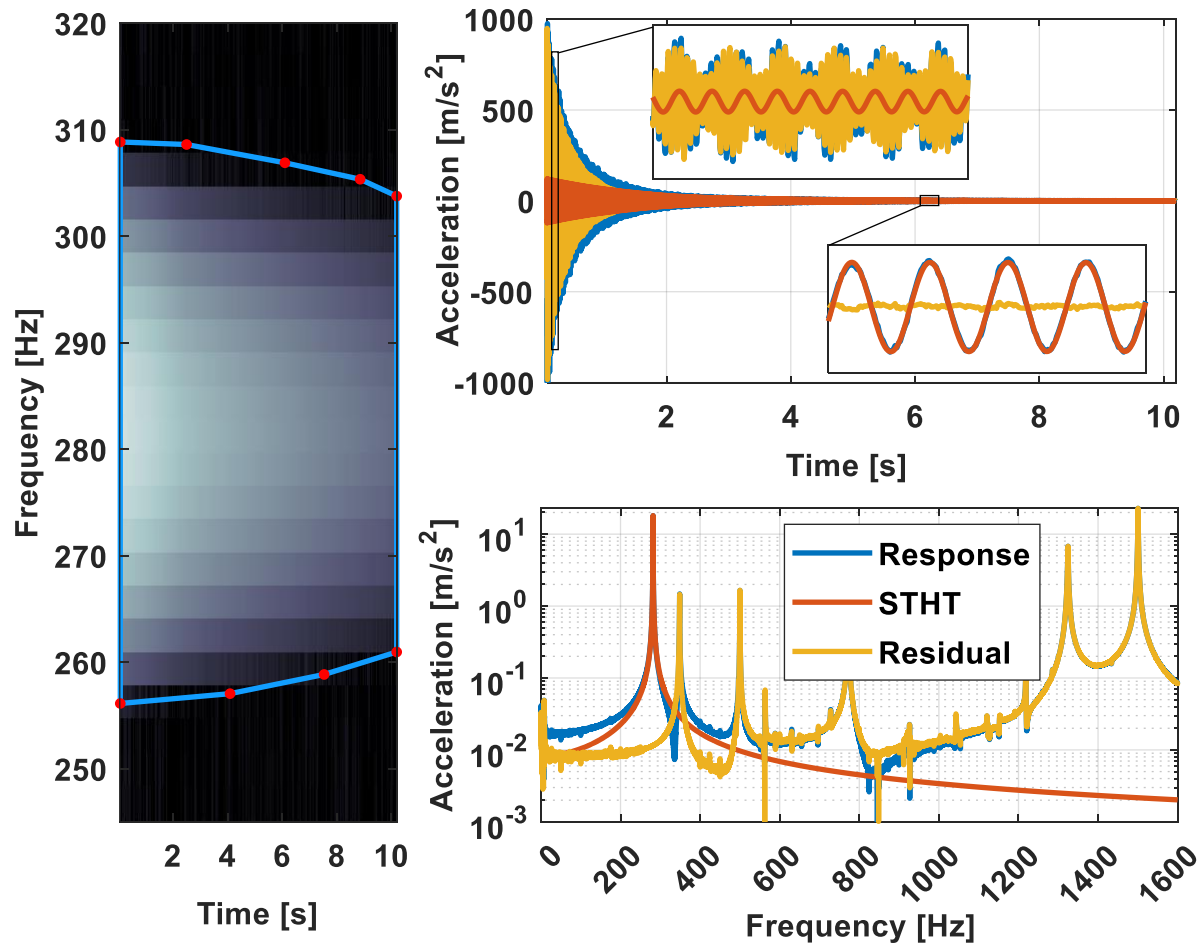 320
310
300
290
280
270
260
250
Frequency [Hz]
2 4 6 8 10
Time [s]
1000
500
0
-500
-1000
Acceleration [m/s²]
2 4 6 8 10
Time [s]
10¹
10⁰
10⁻¹
10⁻²
10⁻³
Acceleration [m/s²]
Response
STHT
Residual
0 200 400 600 800 1000 1200 1400 1600
Frequency [Hz]